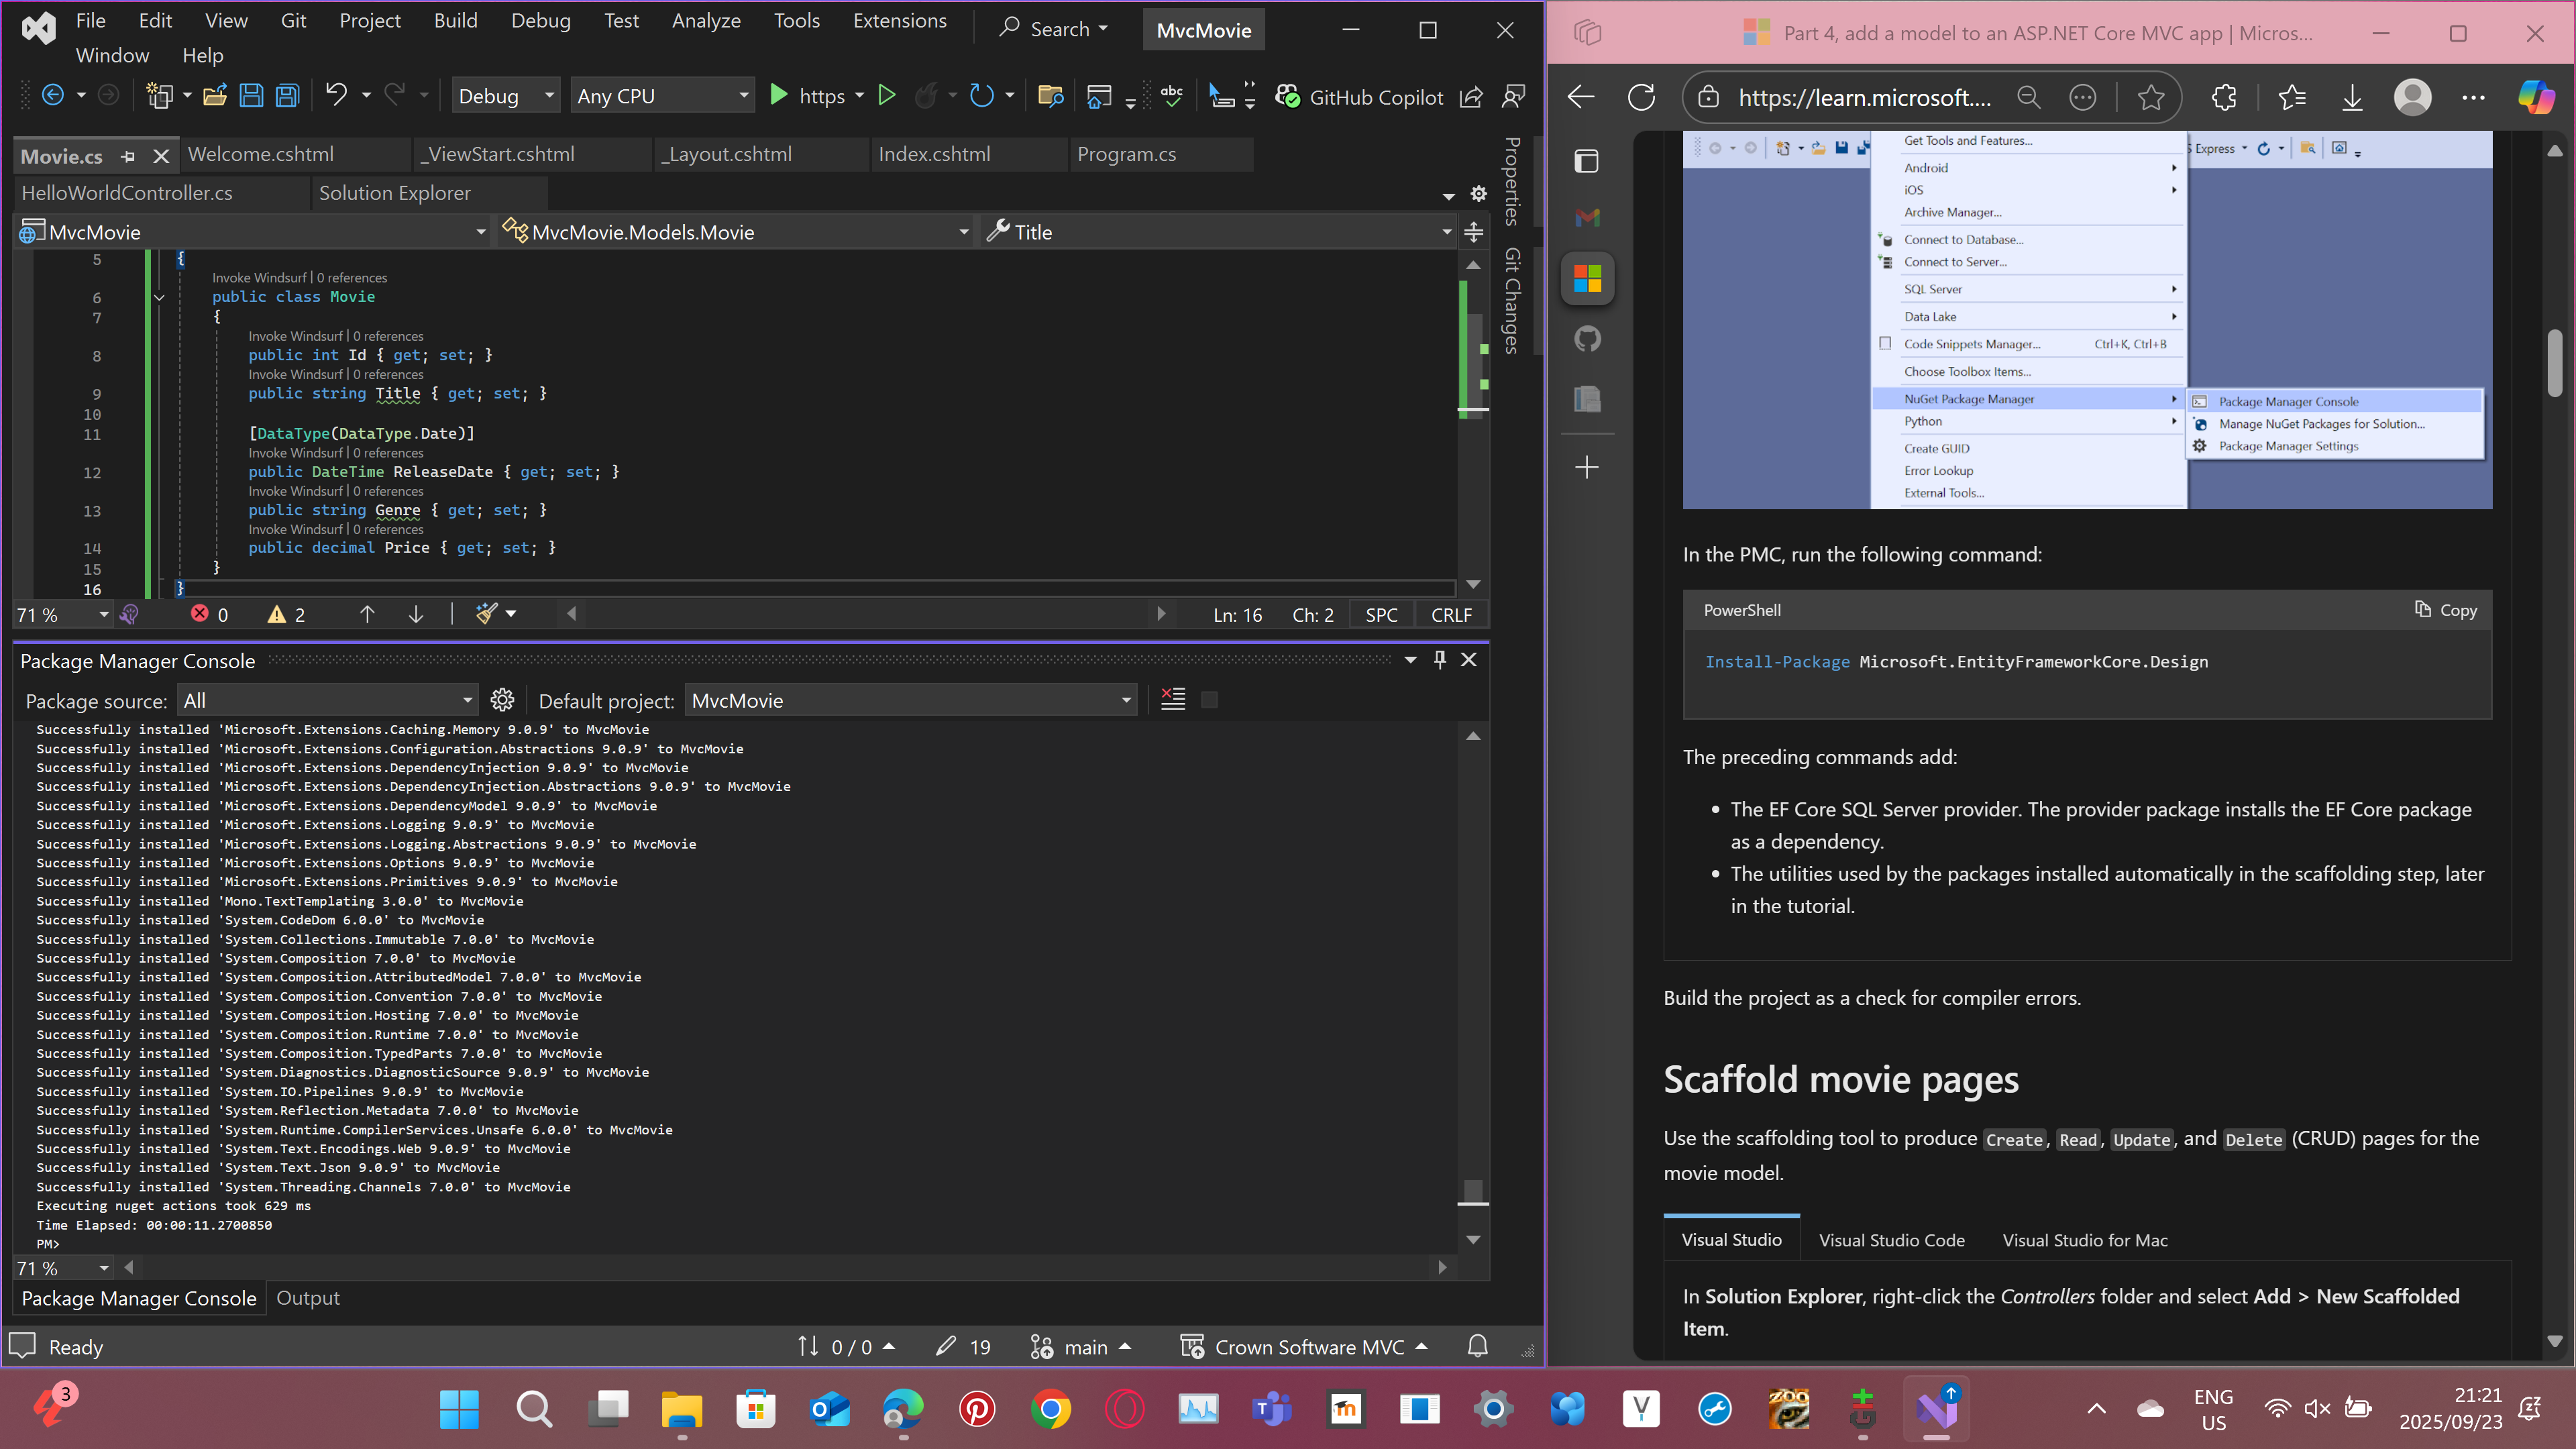 File Edit View Git Project Build Debug Test Analyze Tools Extensions Search MvcMovie
Window Help
Debug Any CPU https abc GitHub Copilot
Movie.cs Welcome.cshtml _ViewStart.cshtml _Layout.cshtml Index.cshtml Program.cs
HelloWorldController.cs Solution Explorer
MvcMovie MvcMovie.Models.Movie Title
Properties
Git Changes
5 {
Invoke Windsurf | 0 references
6 public class Movie
7 {
Invoke Windsurf | 0 references
8 public int Id { get; set; }
Invoke Windsurf | 0 references
9 public string Title { get; set; }
10
11 [DataType(DataType.Date)]
Invoke Windsurf | 0 references
12 public DateTime ReleaseDate { get; set; }
Invoke Windsurf | 0 references
13 public string Genre { get; set; }
Invoke Windsurf | 0 references
14 public decimal Price { get; set; }
15 }
16 }
71 % 0 2 Ln: 16 Ch: 2 SPC CRLF
Package Manager Console
Package source: All Default project: MvcMovie
Successfully installed 'Microsoft.Extensions.Caching.Memory 9.0.9' to MvcMovie
Successfully installed 'Microsoft.Extensions.Configuration.Abstractions 9.0.9' to MvcMovie
Successfully installed 'Microsoft.Extensions.DependencyInjection 9.0.9' to MvcMovie
Successfully installed 'Microsoft.Extensions.DependencyInjection.Abstractions 9.0.9' to MvcMovie
Successfully installed 'Microsoft.Extensions.DependencyModel 9.0.9' to MvcMovie
Successfully installed 'Microsoft.Extensions.Logging 9.0.9' to MvcMovie
Successfully installed 'Microsoft.Extensions.Logging.Abstractions 9.0.9' to MvcMovie
Successfully installed 'Microsoft.Extensions.Options 9.0.9' to MvcMovie
Successfully installed 'Microsoft.Extensions.Primitives 9.0.9' to MvcMovie
Successfully installed 'Mono.TextTemplating 3.0.0' to MvcMovie
Successfully installed 'System.CodeDom 6.0.0' to MvcMovie
Successfully installed 'System.Collections.Immutable 7.0.0' to MvcMovie
Successfully installed 'System.Composition 7.0.0' to MvcMovie
Successfully installed 'System.Composition.AttributedModel 7.0.0' to MvcMovie
Successfully installed 'System.Composition.Convention 7.0.0' to MvcMovie
Successfully installed 'System.Composition.Hosting 7.0.0' to MvcMovie
Successfully installed 'System.Composition.Runtime 7.0.0' to MvcMovie
Successfully installed 'System.Composition.TypedParts 7.0.0' to MvcMovie
Successfully installed 'System.Diagnostics.DiagnosticSource 9.0.9' to MvcMovie
Successfully installed 'System.IO.Pipelines 9.0.9' to MvcMovie
Successfully installed 'System.Reflection.Metadata 7.0.0' to MvcMovie
Successfully installed 'System.Runtime.CompilerServices.Unsafe 6.0.0' to MvcMovie
Successfully installed 'System.Text.Encodings.Web 9.0.9' to MvcMovie
Successfully installed 'System.Text.Json 9.0.9' to MvcMovie
Successfully installed 'System.Threading.Channels 7.0.0' to MvcMovie
Executing nuget actions took 629 ms
Time Elapsed: 00:00:11.2700850
PM>
71 %
Package Manager Console Output
Ready 0 / 0 19 main Crown Software MVC
Part 4, add a model to an ASP.NET Core MVC app | Micros...
https://learn.microsoft....
Get Tools and Features...
Express
Android
iOS
Archive Manager...
Connect to Database...
Connect to Server...
SQL Server
Data Lake
Code Snippets Manager... Ctrl+K, Ctrl+B
Choose Toolbox Items...
NuGet Package Manager
Package Manager Console
Python
Manage NuGet Packages for Solution...
Create GUID
Package Manager Settings
Error Lookup
External Tools...
In the PMC, run the following command:
PowerShell Copy
Install-Package Microsoft.EntityFrameworkCore.Design
The preceding commands add:
• The EF Core SQL Server provider. The provider package installs the EF Core package
as a dependency.
• The utilities used by the packages installed automatically in the scaffolding step, later
in the tutorial.
Build the project as a check for compiler errors.
Scaffold movie pages
Use the scaffolding tool to produce Create, Read, Update, and Delete (CRUD) pages for the
movie model.
Visual Studio Visual Studio Code Visual Studio for Mac
In Solution Explorer, right-click the Controllers folder and select Add > New Scaffolded
Item.
3
ZOO
ENG
US
21:21
2025/09/23